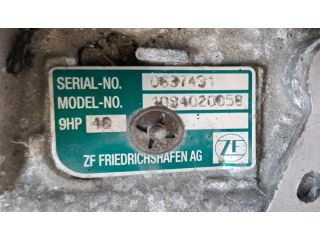 SERIAL-NO. 0637431
MODEL-NO. 1094020058
9HP 48
ZF FRIEDRICHSHAFEN AG
ZF